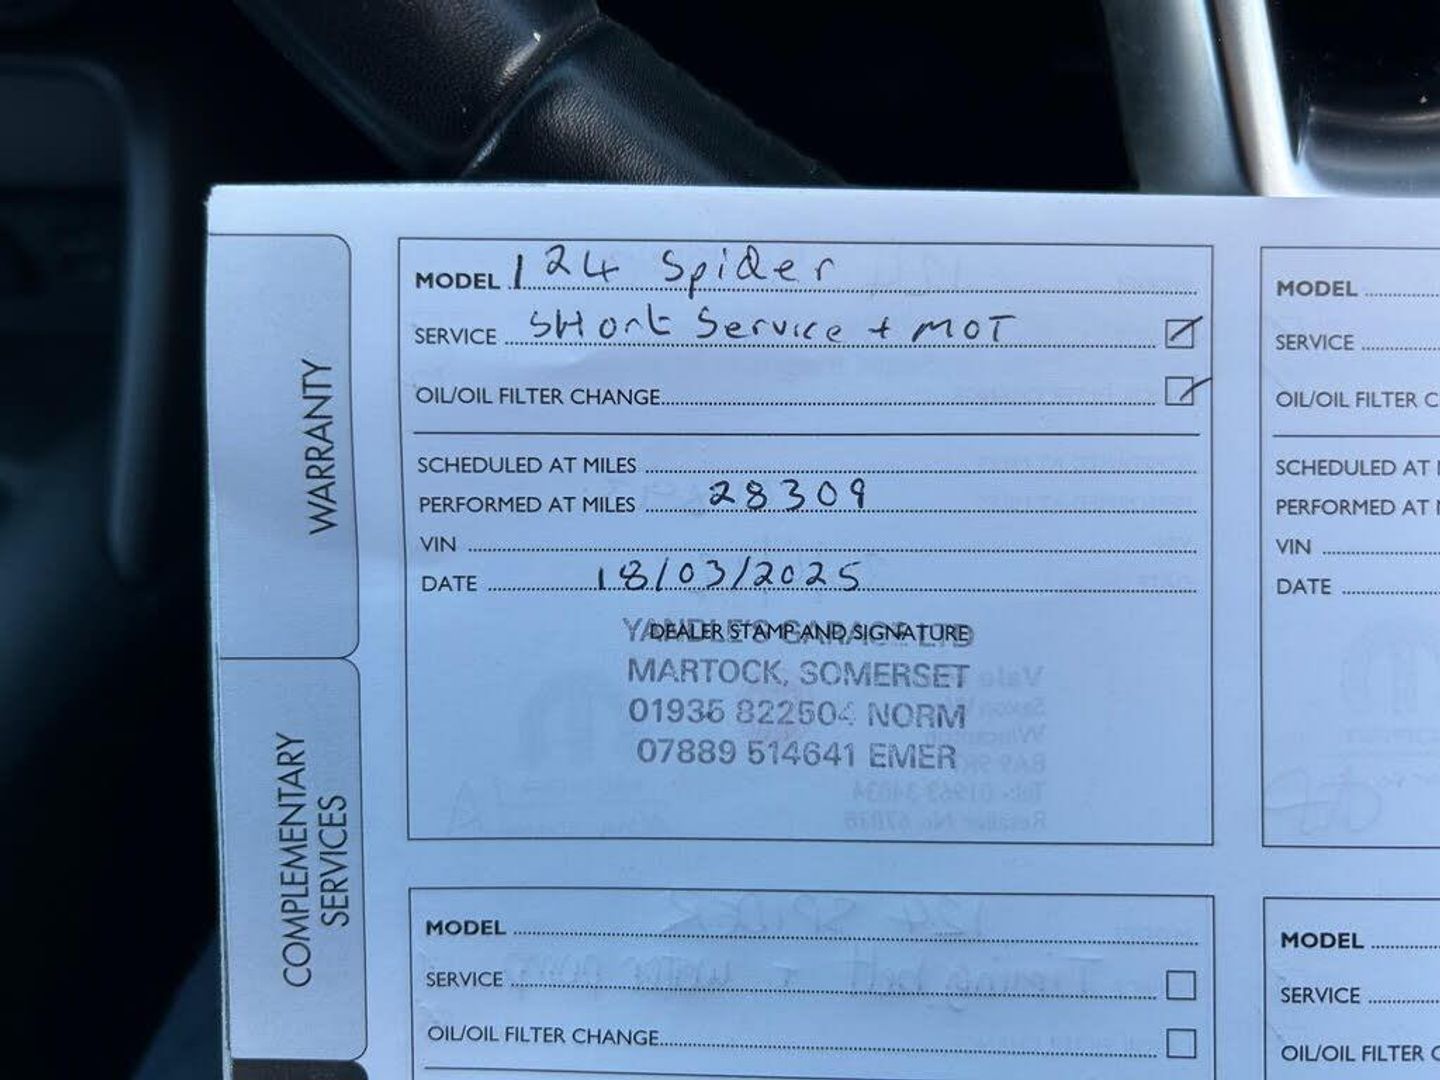 MODEL 124 Spider
SERVICE SHort Service + MOT
OIL/OIL FILTER CHANGE
SCHEDULED AT MILES
PERFORMED AT MILES 28309
VIN
DATE 18/03/2025
DEALER STAMP AND SIGNATURE
YANDLE'S GARAGE LTD
MARTOCK, SOMERSET
01935 822504 NORM
07889 514641 EMER
MODEL
SERVICE
OIL/OIL FILTER CHANGE
WARRANTY
COMPLEMENTARY
SERVICES
MODEL
SERVICE
OIL/OIL FILTER C
SCHEDULED AT
PERFORMED AT
VIN
DATE
MODEL
SERVICE
OIL/OIL FILTER